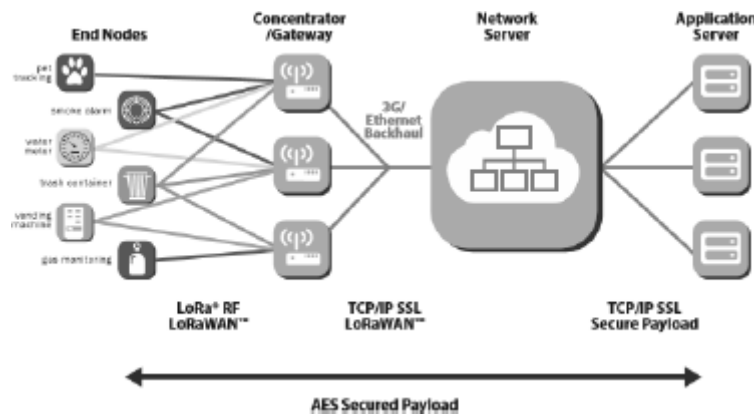 End Nodes
Concentrator
/Gateway
Network
Server
Application
Server
pet
tracking
smoke alarm
water
meter
trash container
vending
machine
gas monitoring
3G/
Ethernet
Backhaul
LoRa® RF
LoRaWAN™
TCP/IP SSL
LoRaWAN™
TCP/IP SSL
Secure Payload
AES Secured Payload